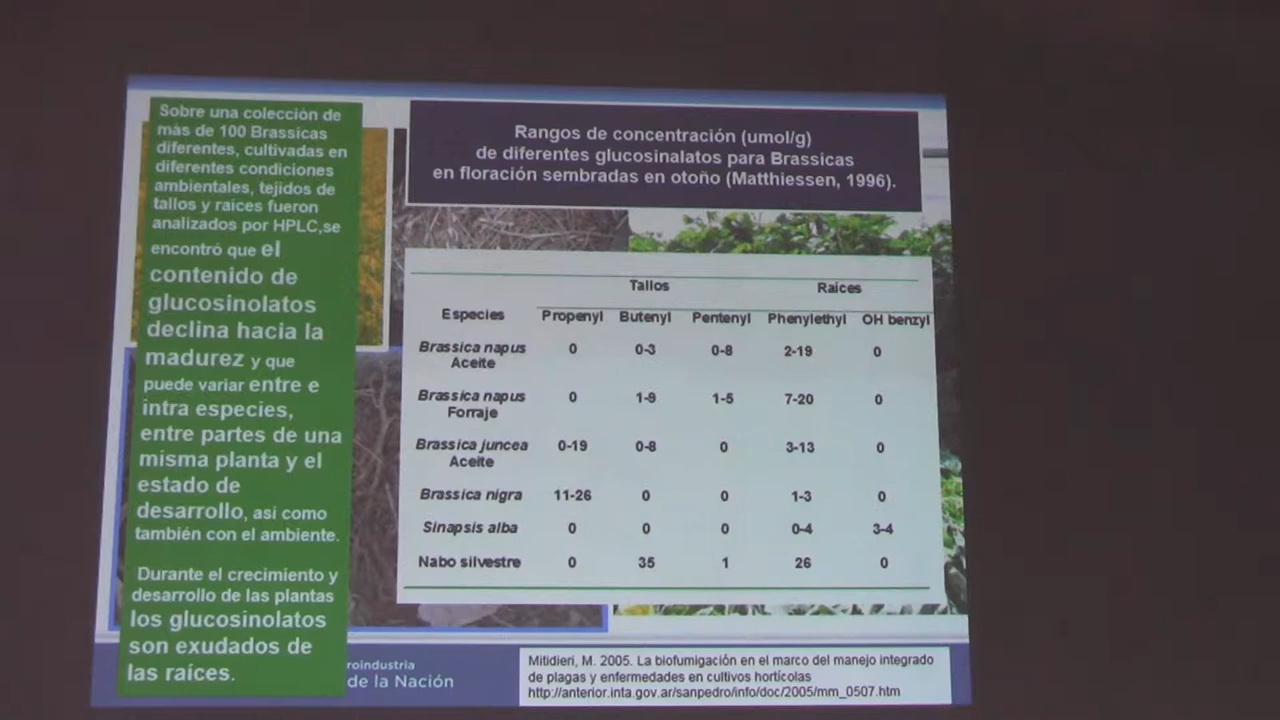 Sobre una colección de
más de 100 Brassicas
diferentes, cultivadas en
diferentes condiciones
ambientales, tejidos de
tallos y raíces fueron
analizados por HPLC,se
encontró que el
contenido de
glucosinolatos
declina hacia la
madurez y que
puede variar entre e
intra especies,
entre partes de una
misma planta y el
estado de
desarrollo, así como
también con el ambiente.
Durante el crecimiento y
desarrollo de las plantas
los glucosinolatos
son exudados de
las raíces.
Rangos de concentración (umol/g)
de diferentes glucosinalatos para Brassicas
en floración sembradas en otoño (Matthiessen, 1996).
Tallos Raíces
Especies Propenyl Butenyl Pentenyl Phenylethyl OH benzyl
Brassica napus 0 0-3 0-8 2-19 0
Aceite
Brassica napus 0 1-9 1-5 7-20 0
Forraje
Brassica juncea 0-19 0-8 0 3-13 0
Aceite
Brassica nigra 11-26 0 0 1-3 0
Sinapsis alba 0 0 0 0-4 3-4
Nabo silvestre 0 35 1 26 0
roindustria
de la Nación
Mitidieri, M. 2005. La biofumigación en el marco del manejo integrado
de plagas y enfermedades en cultivos hortícolas
http://anterior.inta.gov.ar/sanpedro/info/doc/2005/mm_0507.htm